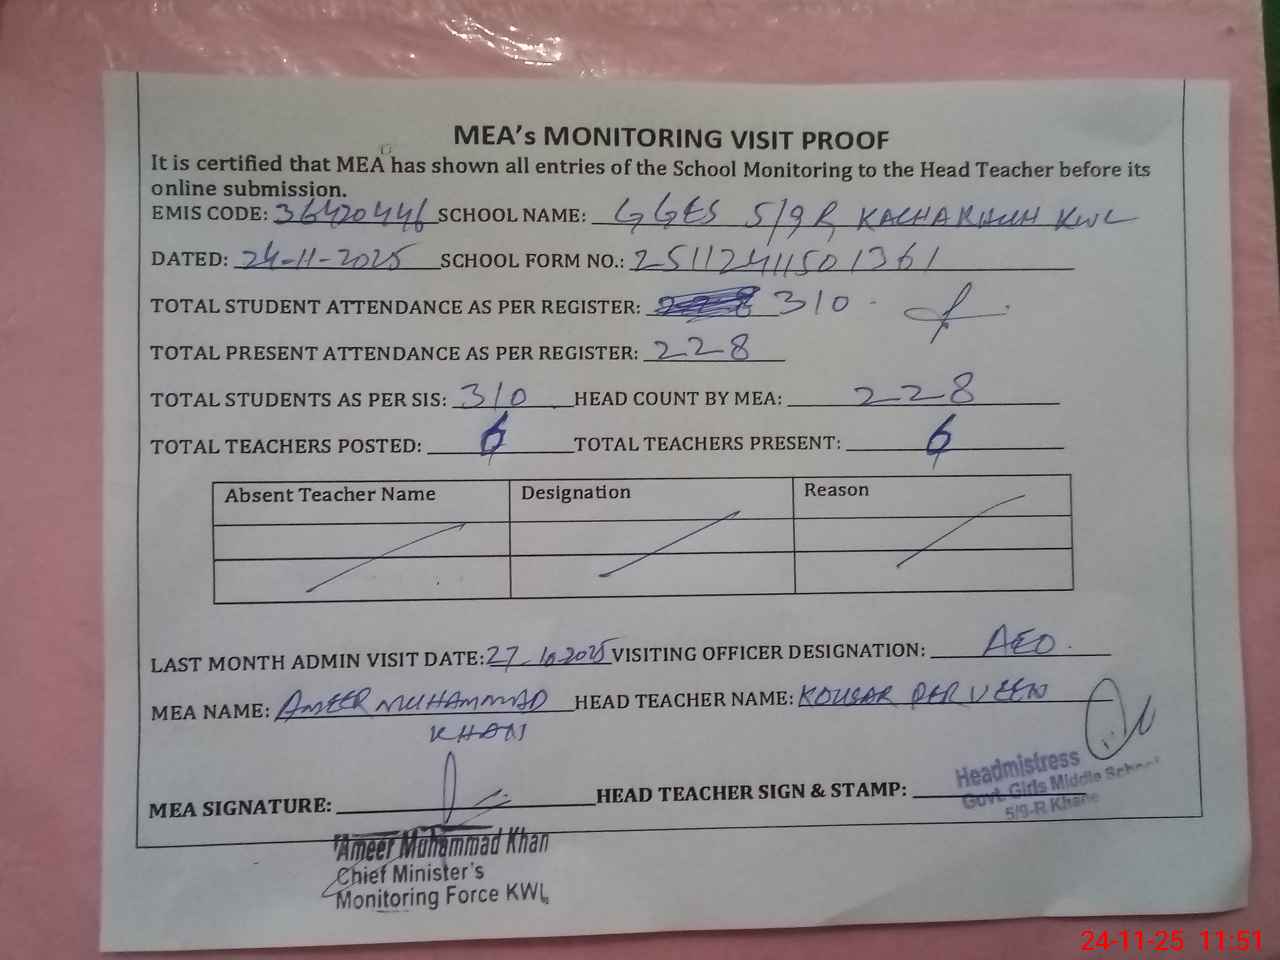 MEA's MONITORING VISIT PROOF
It is certified that MEA has shown all entries of the School Monitoring to the Head Teacher before its
online submission.
EMIS CODE: 36420446 SCHOOL NAME: GGES 5/9R KACHAKHUH KWL
DATED: 24-11-2025 SCHOOL FORM NO.: 25112411501361
TOTAL STUDENT ATTENDANCE AS PER REGISTER: 310
TOTAL PRESENT ATTENDANCE AS PER REGISTER: 228
TOTAL STUDENTS AS PER SIS: 310 HEAD COUNT BY MEA: 228
TOTAL TEACHERS POSTED: 6 TOTAL TEACHERS PRESENT: 6
Absent Teacher Name Designation Reason
LAST MONTH ADMIN VISIT DATE: 27-10-2025 VISITING OFFICER DESIGNATION: AEO.
MEA NAME: AMEER MUHAMMAD HEAD TEACHER NAME: KOUSAR PERVEEN
KHAN
MEA SIGNATURE: HEAD TEACHER SIGN & STAMP:
Headmistress
Govt. Girls Middle School
5/9-R Khane
Ameer Muhammad Khan
Chief Minister's
Monitoring Force KWL
24-11-25 11:51